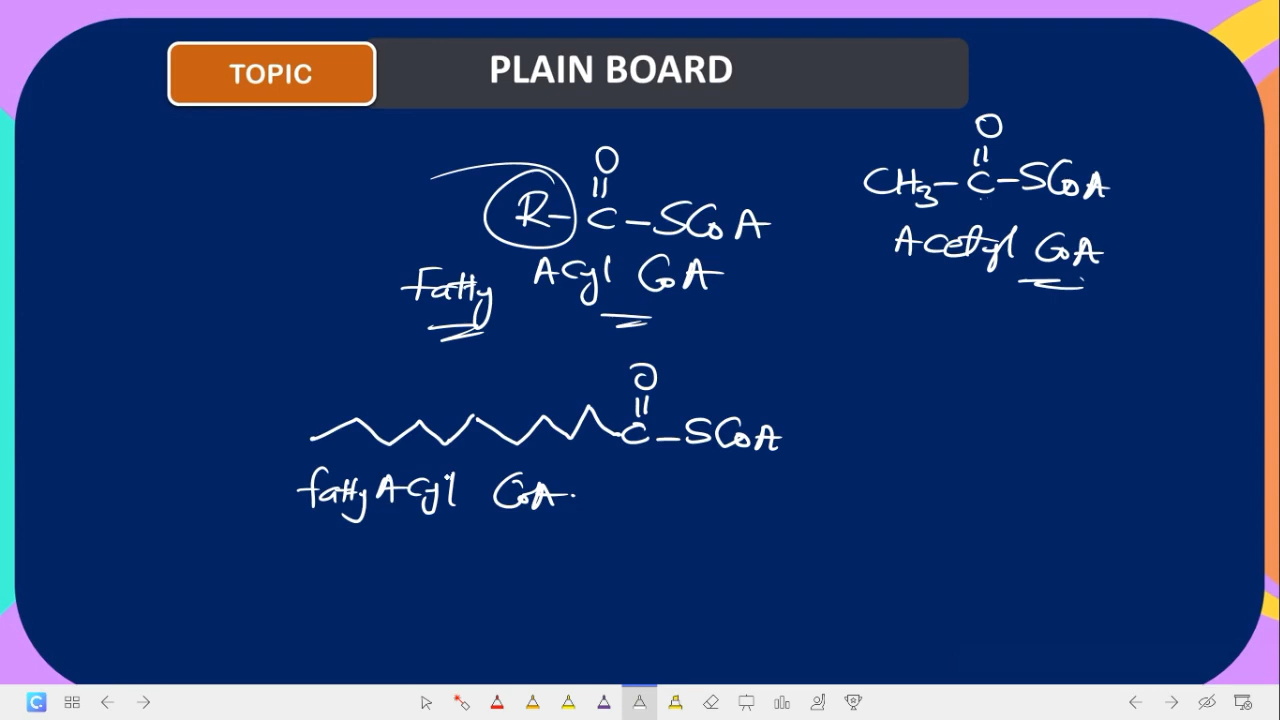 TOPIC
PLAIN BOARD
O
||
R-C-SCoA
Fatty Acyl CoA
O
||
CH3-C-SCoA
Acetyl CoA
O
||
C-SCoA
fatty Acyl CoA.